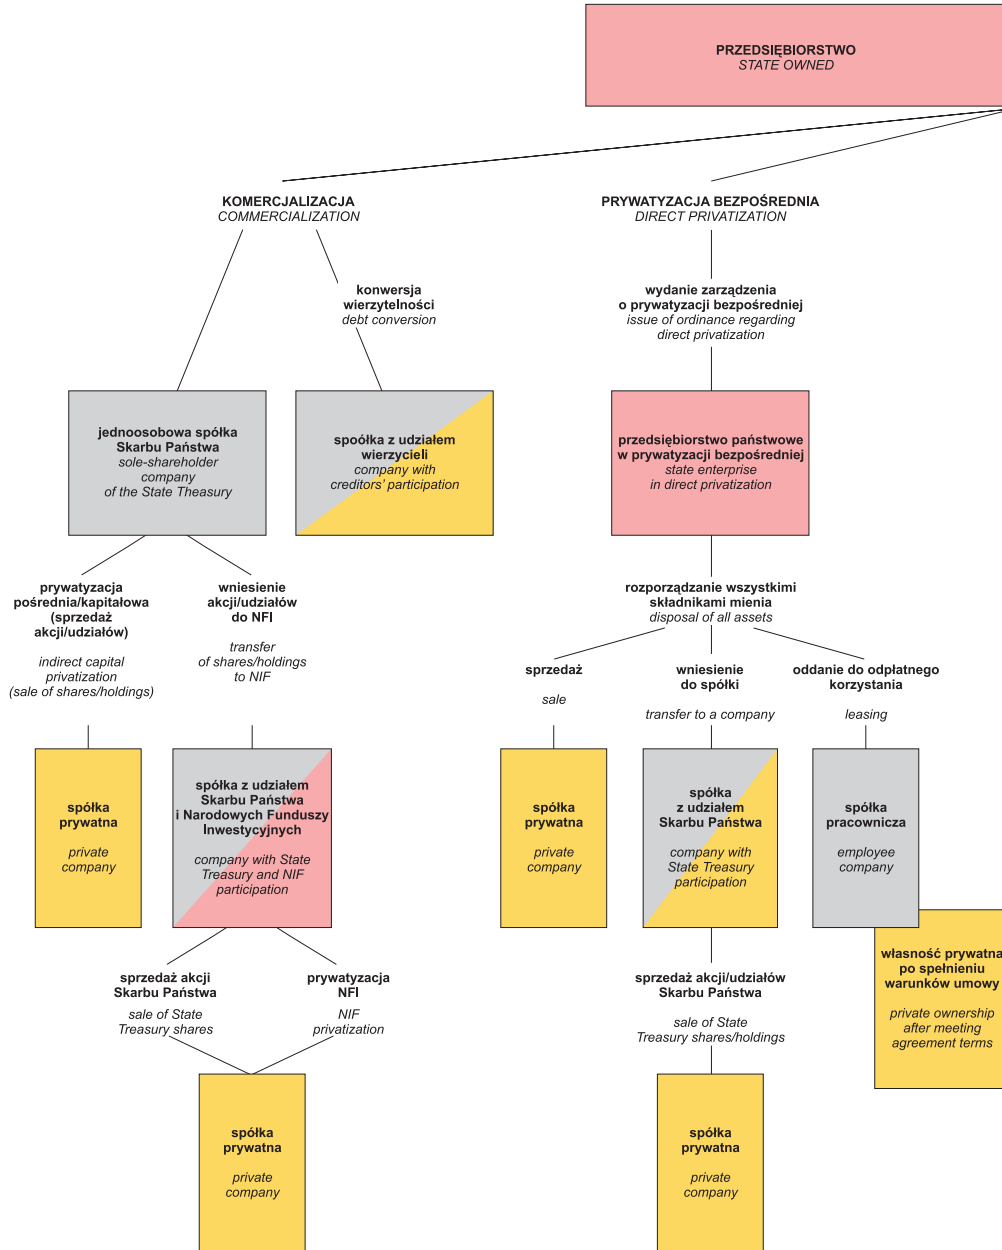 PRZEDSIĘBIORSTWO
STATE OWNED
KOMERCJALIZACJA
COMMERCIALIZATION
PRYWATYZACJA BEZPOŚREDNIA
DIRECT PRIVATIZATION
konwersja
wierzytelności
debt conversion
wydanie zarządzenia
o prywatyzacji bezpośredniej
issue of ordinance regarding
direct privatization
jednoosobowa spółka
Skarbu Państwa
sole-shareholder
company
of the State Theasury
spoółka z udziałem
wierzycieli
company with
creditors' participation
przedsiębiorstwo państwowe
w prywatyzacji bezpośredniej
state enterprise
in direct privatization
prywatyzacja
pośrednia/kapitałowa
(sprzedaż
akcji/udziałów)
indirect capital
privatization
(sale of shares/holdings)
wniesienie
akcji/udziałów
do NFI
transfer
of shares/holdings
to NIF
rozporządzanie wszystkimi
składnikami mienia
disposal of all assets
sprzedaż
sale
wniesienie
do spółki
transfer to a company
oddanie do odpłatnego
korzystania
leasing
spółka
prywatna
private
company
spółka z udziałem
Skarbu Państwa
i Narodowych Funduszy
Inwestycyjnych
company with State
Treasury and NIF
participation
spółka
prywatna
private
company
spółka
z udziałem
Skarbu Państwa
company with
State Treasury
participation
spółka
pracownicza
employee
company
własność prywatna
po spełnieniu
warunków umowy
private ownership
after meeting
agreement terms
sprzedaż akcji
Skarbu Państwa
sale of State
Treasury shares
prywatyzacja
NFI
NIF
privatization
sprzedaż akcji/udziałów
Skarbu Państwa
sale of State
Treasury shares/holdings
spółka
prywatna
private
company
spółka
prywatna
private
company